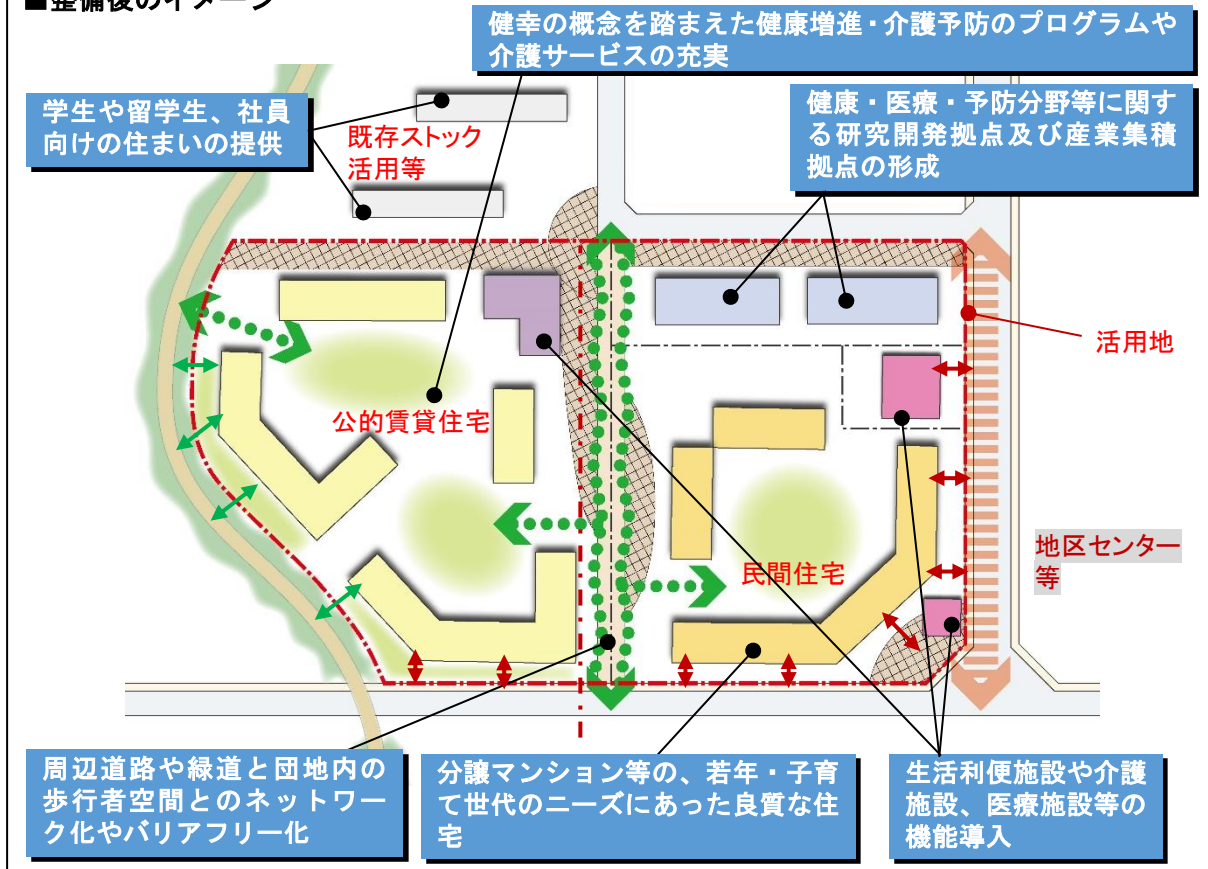 ■整備後のイメージ
健幸の概念を踏まえた健康増進・介護予防のプログラムや
介護サービスの充実
学生や留学生、社員
向けの住まいの提供
既存ストック
活用等
健康・医療・予防分野等に関す
る研究開発拠点及び産業集積
拠点の形成
活用地
公的賃貸住宅
地区センター
等
民間住宅
周辺道路や緑道と団地内の
歩行者空間とのネットワー
ク化やバリアフリー化
分譲マンション等の、若年・子育
て世代のニーズにあった良質な住
宅
生活利便施設や介護
施設、医療施設等の
機能導入